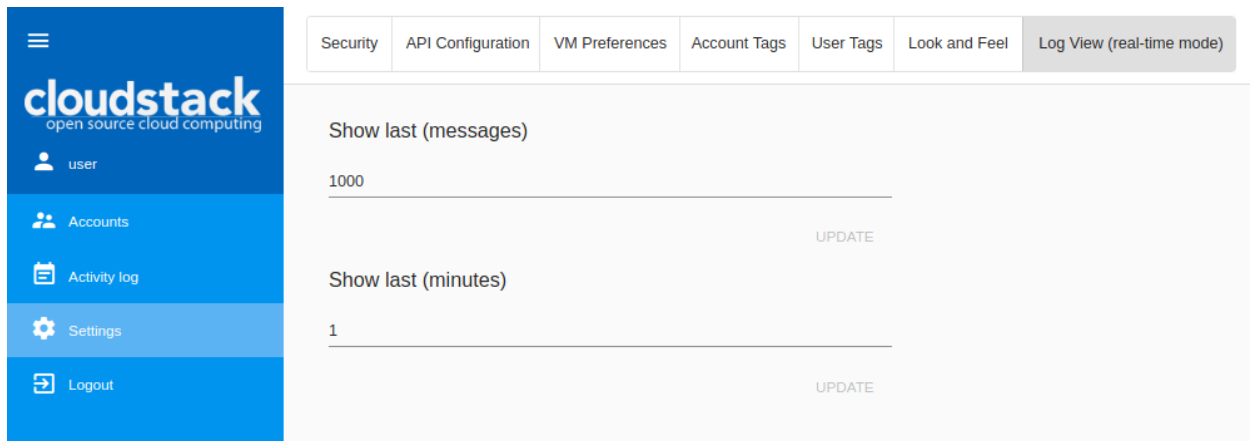 cloudstack
open source cloud computing
user
Accounts
Activity log
Settings
Logout
Security API Configuration VM Preferences Account Tags User Tags Look and Feel Log View (real-time mode)
Show last (messages)
1000
UPDATE
Show last (minutes)
1
UPDATE